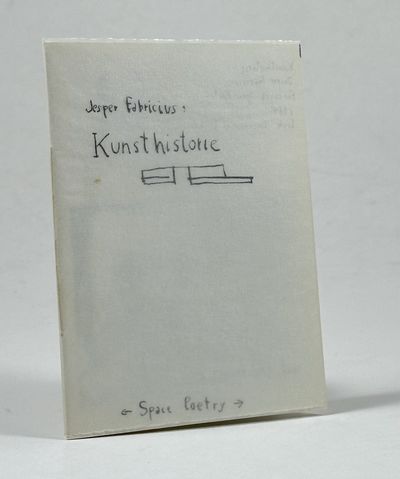 Jesper Fabricius:
Kunsthistorie
← Space Poetry →